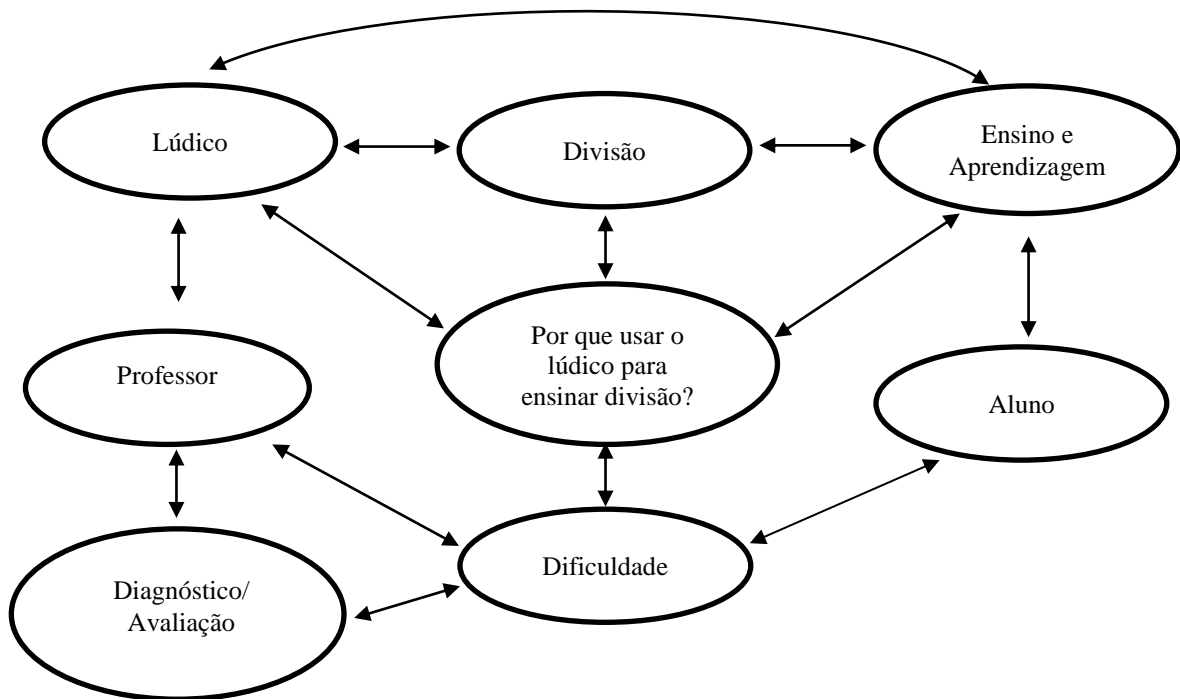 Lúdico
Divisão
Ensino e
Aprendizagem
Por que usar o
lúdico para
ensinar divisão?
Professor
Aluno
Dificuldade
Diagnóstico/
Avaliação